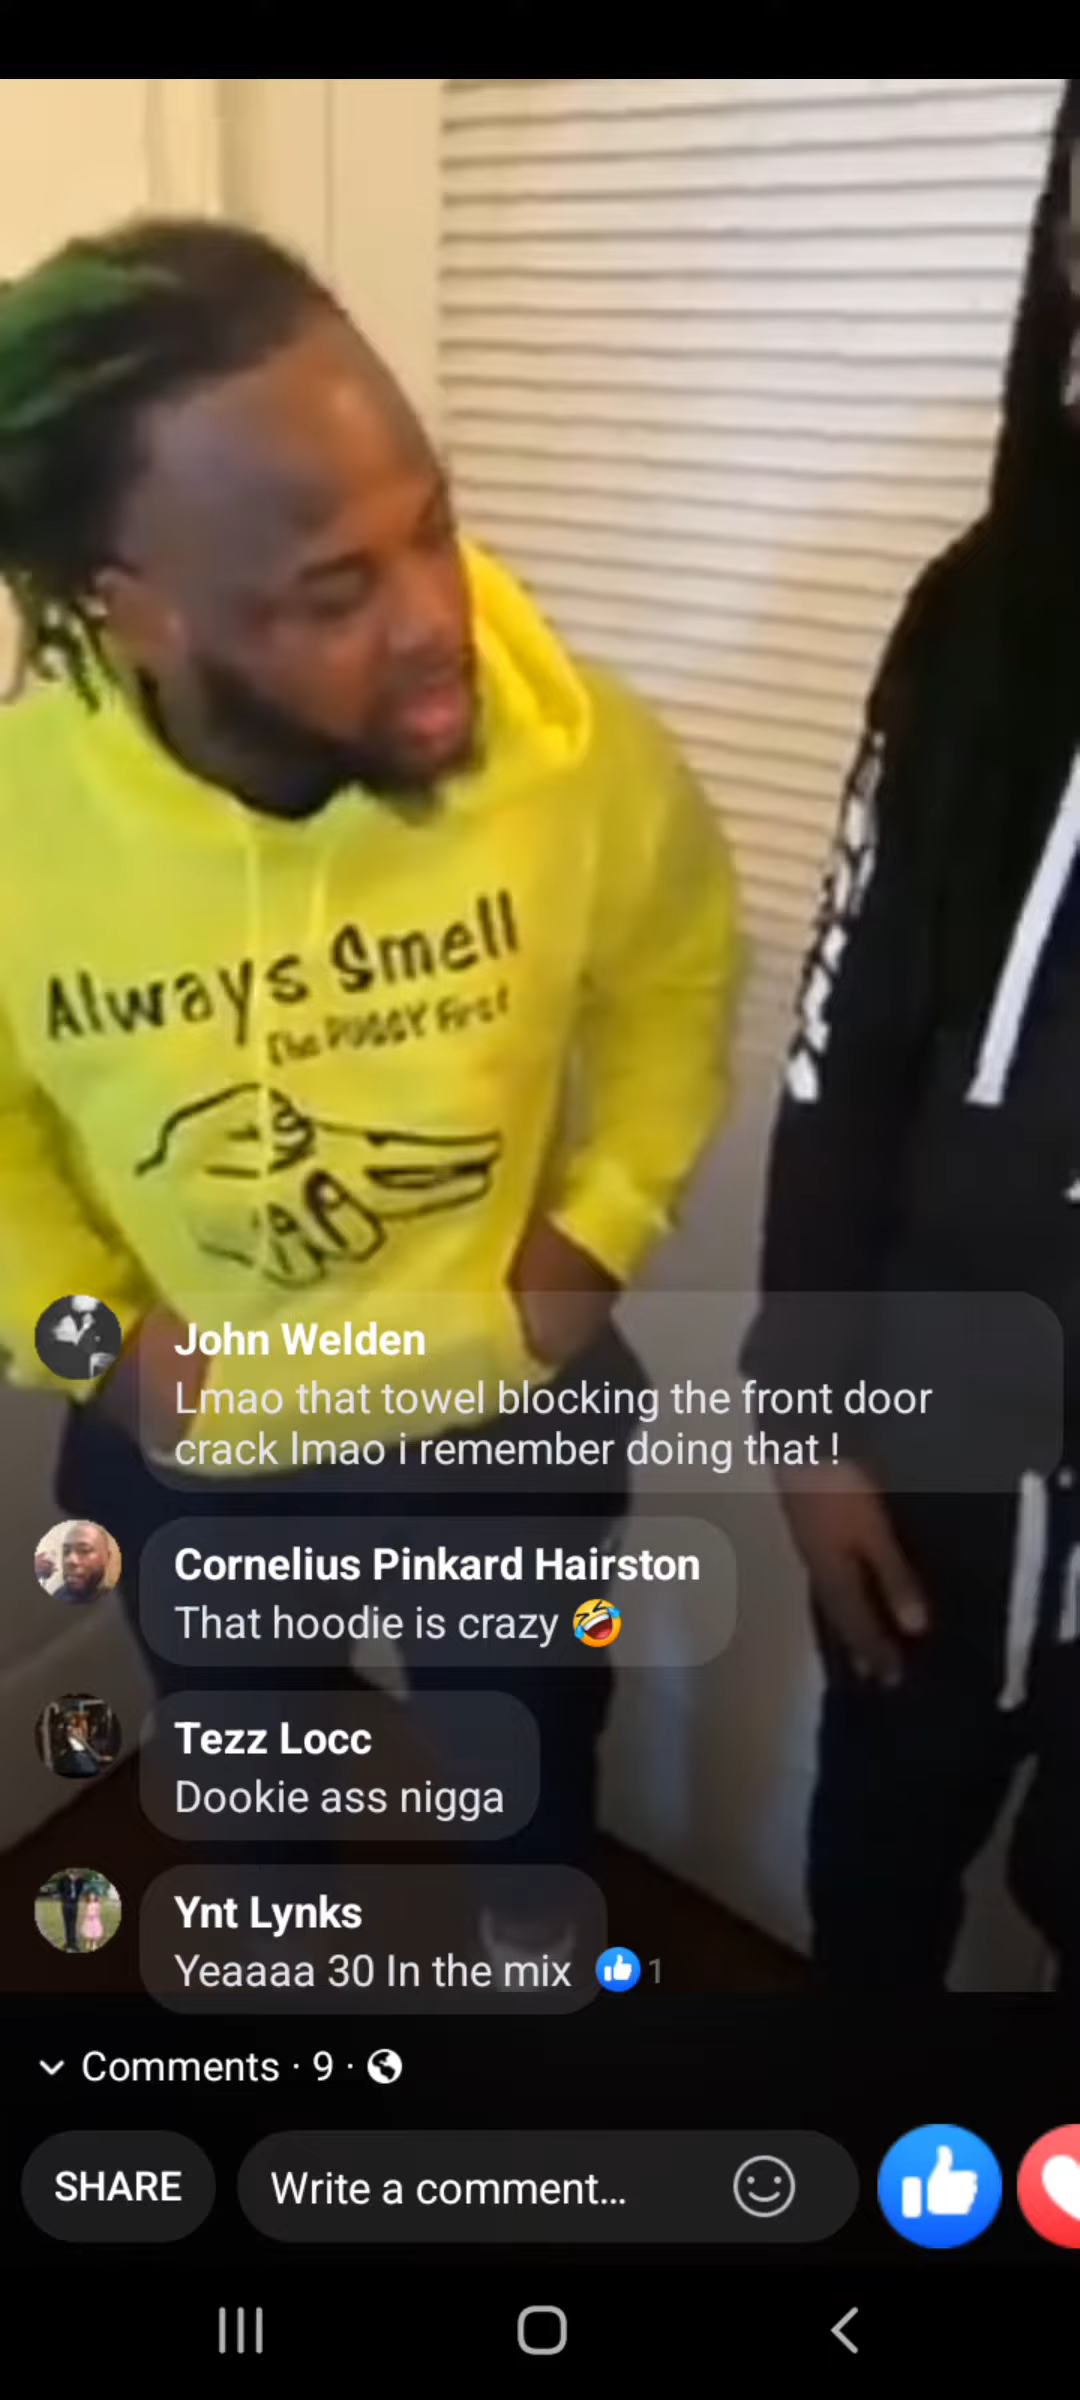 Always Smell
The PUSSY First
John Welden
Lmao that towel blocking the front door
crack lmao i remember doing that !
Cornelius Pinkard Hairston
That hoodie is crazy 🤣
Tezz Locc
Dookie ass nigga
Ynt Lynks
Yeaaaa 30 In the mix 1
Comments · 9 ·
SHARE
Write a comment...